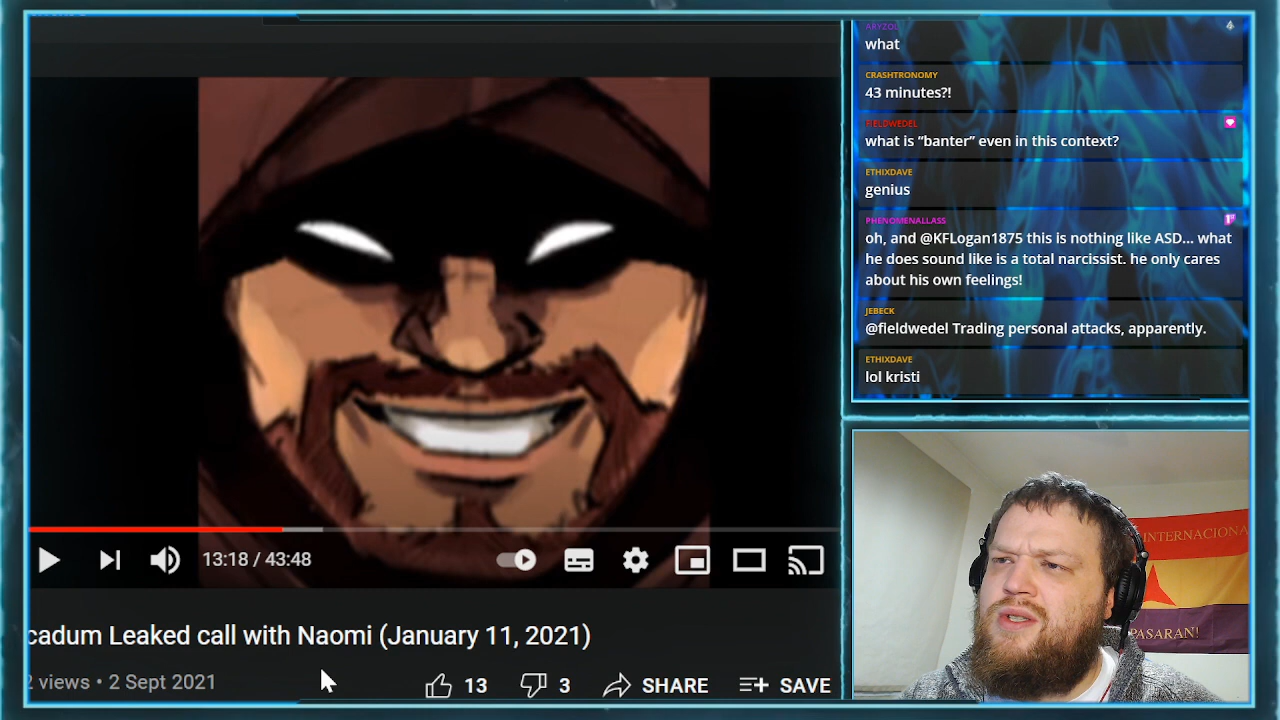 13:18 / 43:48
cadum Leaked call with Naomi (January 11, 2021)
2 views • 2 Sept 2021
13
3
SHARE
SAVE
ARYZOL
what
CRASHTRONOMY
43 minutes?!
FIELDWEDEL
what is “banter” even in this context?
ETHIXDAVE
genius
PHENOMENALLASS
oh, and @KFLogan1875 this is nothing like ASD... what
he does sound like is a total narcissist. he only cares
about his own feelings!
JEBECK
@fieldwedel Trading personal attacks, apparently.
ETHIXDAVE
lol kristi
INTERNACIONA
PASARAN!